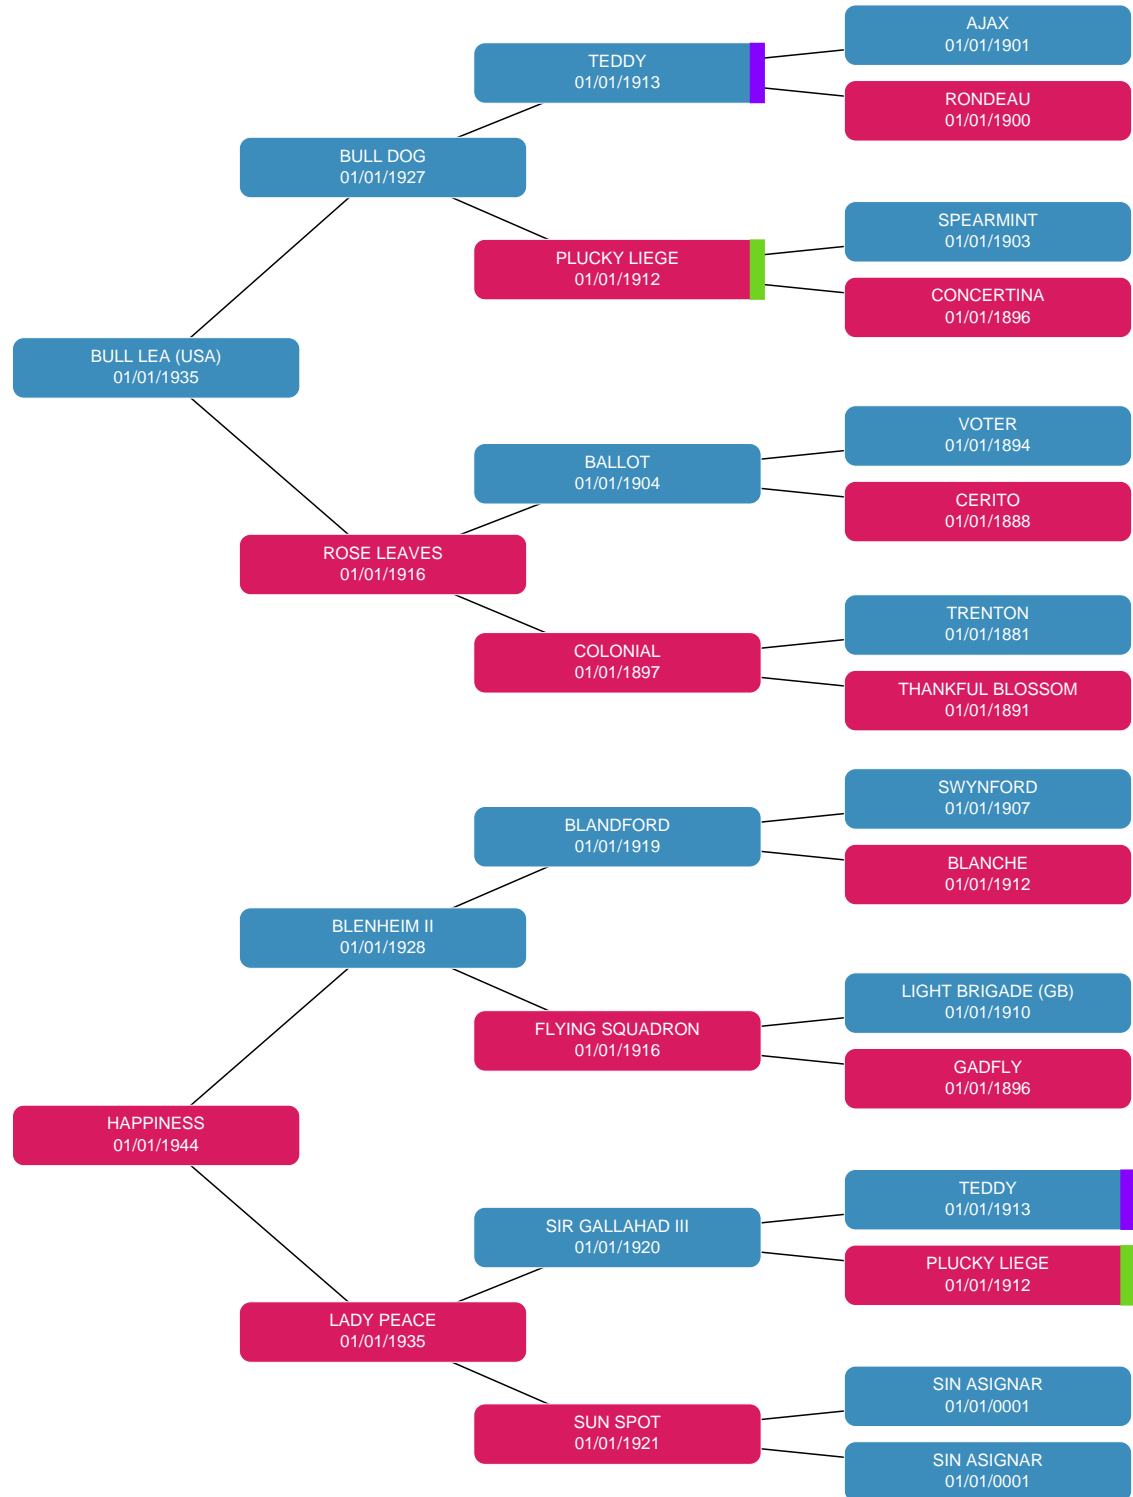 AJAX
01/01/1901
TEDDY
01/01/1913
RONDEAU
01/01/1900
BULL DOG
01/01/1927
SPEARMINT
01/01/1903
PLUCKY LIEGE
01/01/1912
CONCERTINA
01/01/1896
BULL LEA (USA)
01/01/1935
VOTER
01/01/1894
BALLOT
01/01/1904
CERITO
01/01/1888
ROSE LEAVES
01/01/1916
TRENTON
01/01/1881
COLONIAL
01/01/1897
THANKFUL BLOSSOM
01/01/1891
SWYNFORD
01/01/1907
BLANDFORD
01/01/1919
BLANCHE
01/01/1912
BLENHEIM II
01/01/1928
LIGHT BRIGADE (GB)
01/01/1910
FLYING SQUADRON
01/01/1916
GADFLY
01/01/1896
HAPPINESS
01/01/1944
TEDDY
01/01/1913
SIR GALLAHAD III
01/01/1920
PLUCKY LIEGE
01/01/1912
LADY PEACE
01/01/1935
SIN ASIGNAR
01/01/0001
SUN SPOT
01/01/1921
SIN ASIGNAR
01/01/0001